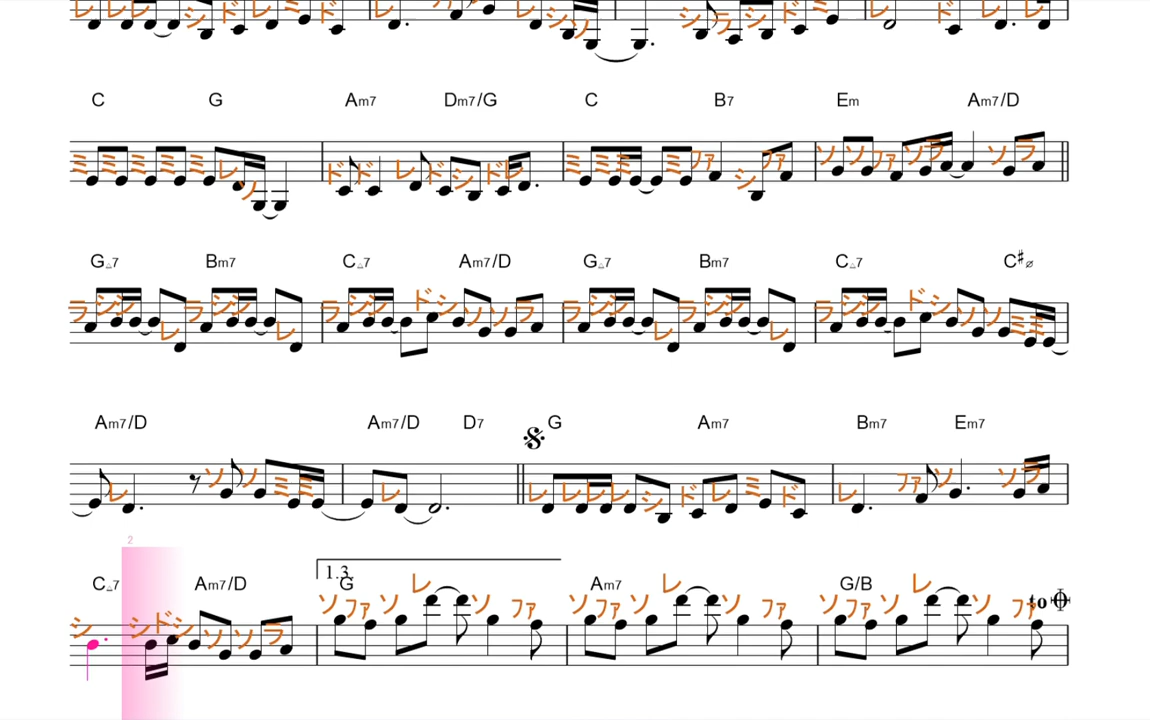 レ レ レ シ ド レ ミ ド レ ファ シ レ シ ソ シ ラ シ ド ミ レ ド レ レ
C G Am7 Dm7/G C B7 Em Am7/D
ミ ミ ミ ミ ミ レ ソ ド ド レ ド シ ド レ ミ ミ ミ ミ ファ シ ファ ソ ソ ファ ソ ラ ソ ラ
G△7 Bm7 C△7 Am7/D G△7 Bm7 C△7 C#⌀
ラ シ シ レ ラ シ シ レ ラ シ シ ド シ ソ ソ ラ ラ シ シ レ ラ シ シ レ ラ シ シ ド シ ソ ソ ミ ミ
Am7/D Am7/D D7 G Am7 Bm7 Em7
レ ソ ソ ミ ミ レ レ レ レ レ シ ド レ ミ ド レ ファ ソ ソ ラ
2
C△7 Am7/D 1.3. G Am7 G/B
to
シ シ ド シ ソ ソ ラ ソ ファ ソ レ ソ ファ ソ ファ ソ レ ソ ファ ソ ファ ソ レ ソ ファ